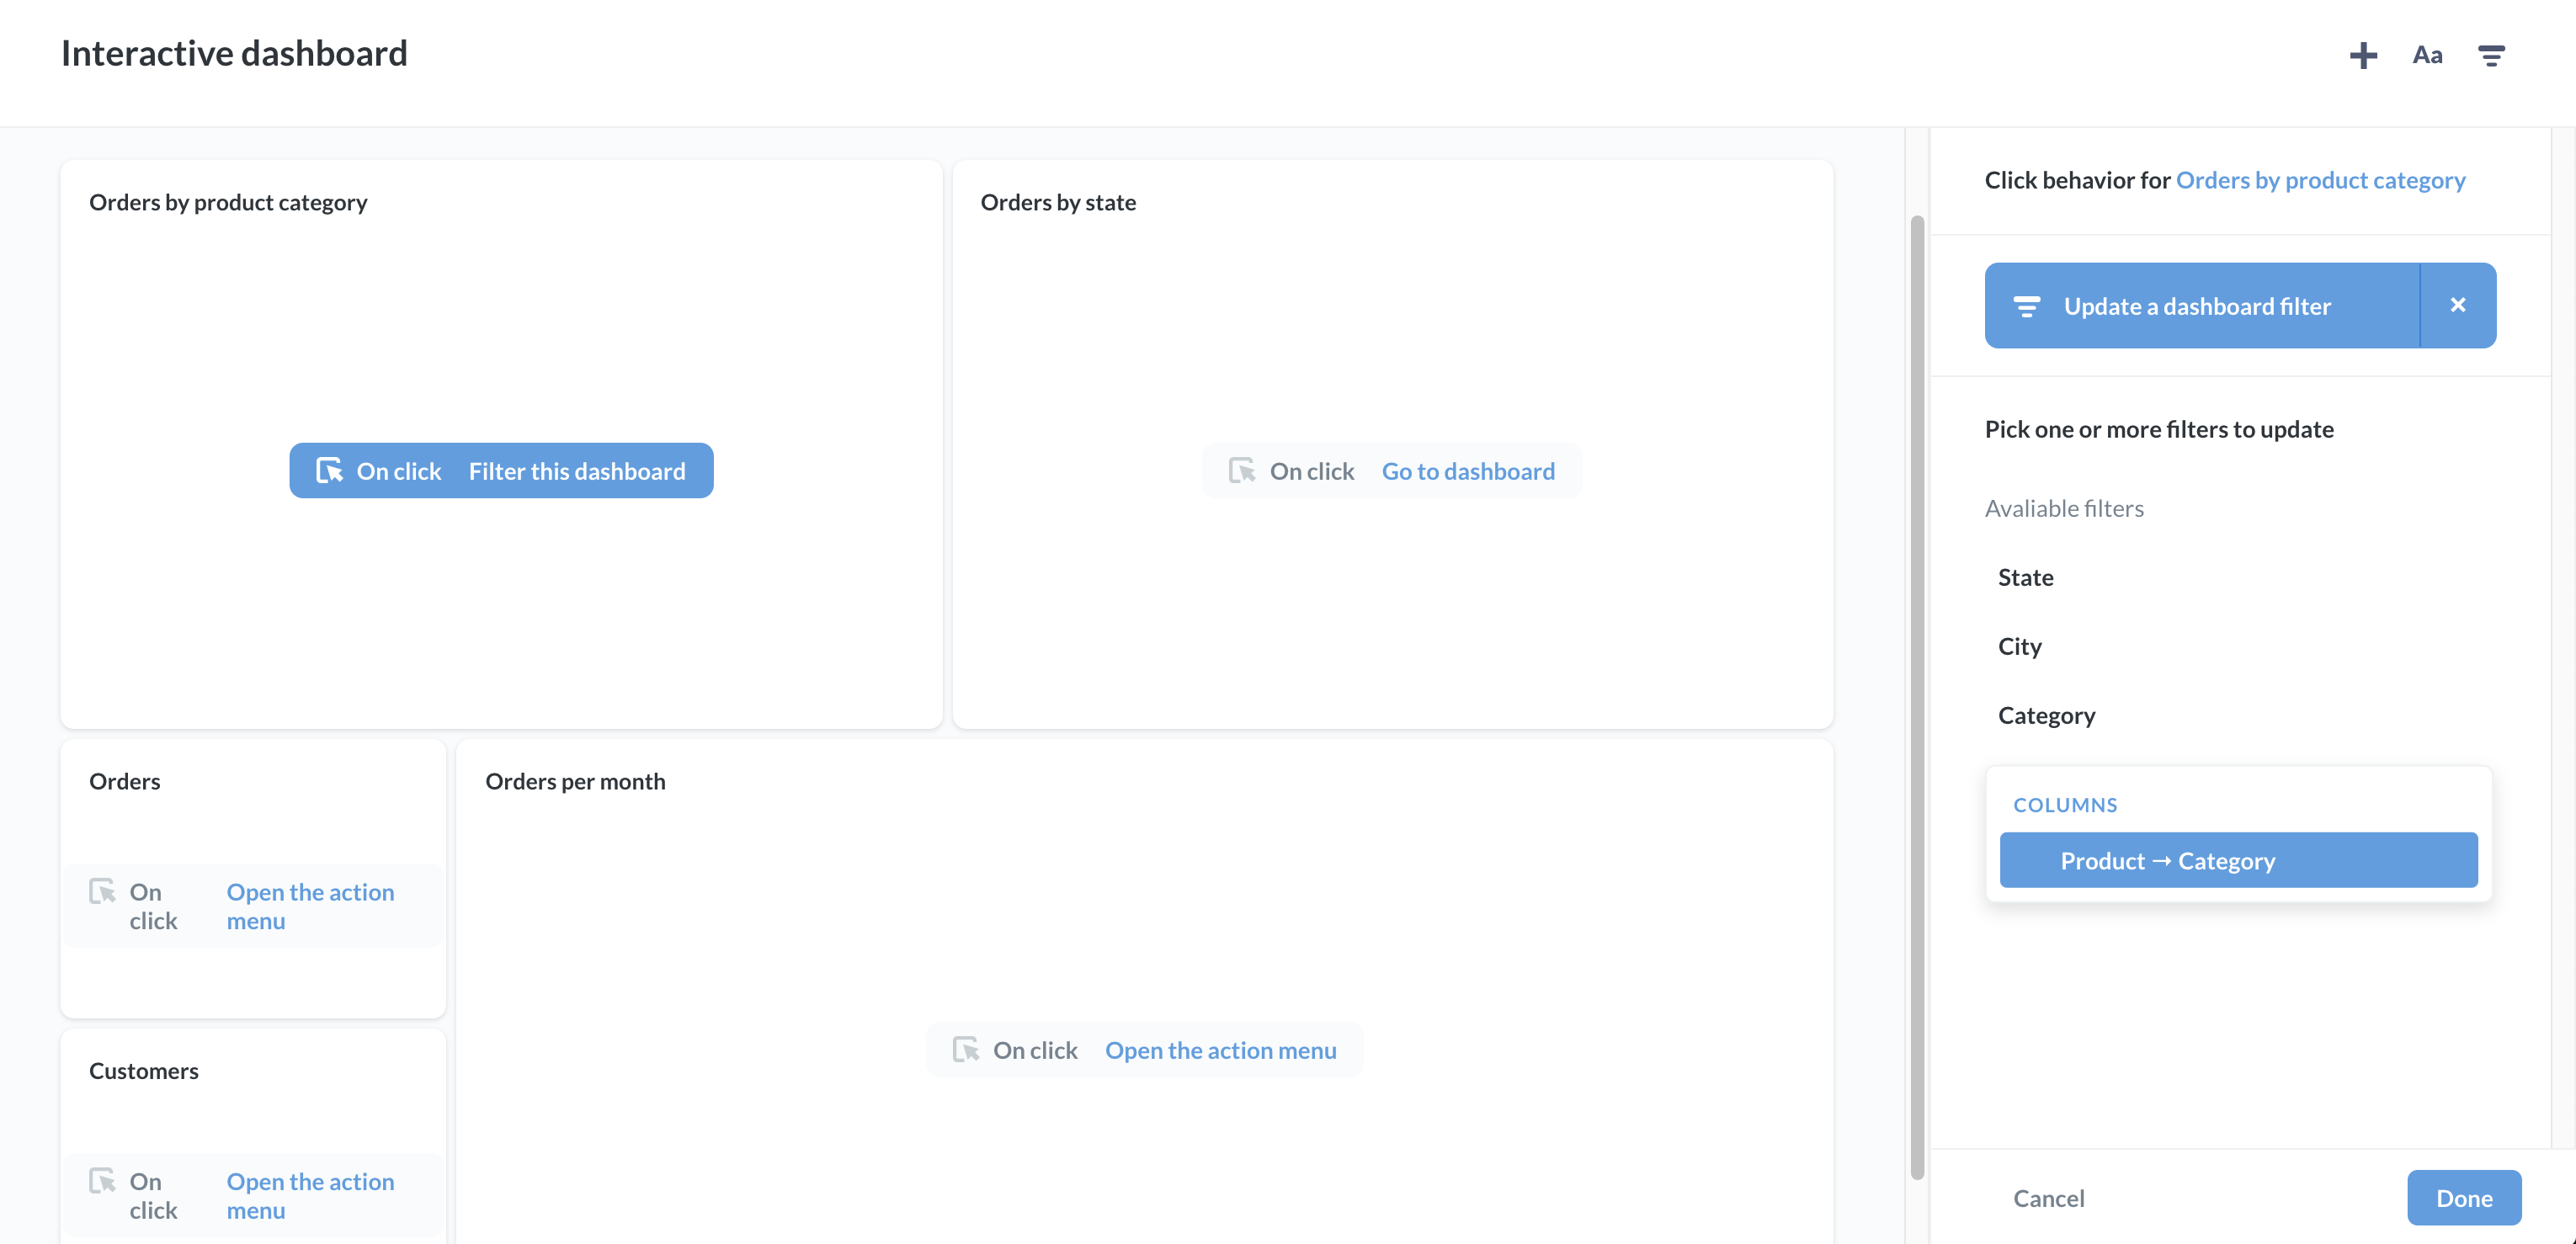 Interactive dashboard
Aa
Orders by product category
Orders by state
Click behavior for Orders by product category
Update a dashboard filter
On click Filter this dashboard
On click Go to dashboard
Pick one or more filters to update
Avaliable filters
State
City
Category
COLUMNS
Product → Category
Orders
On click
Open the action
menu
Orders per month
On click Open the action menu
Customers
On click
Open the action
menu
Cancel
Done